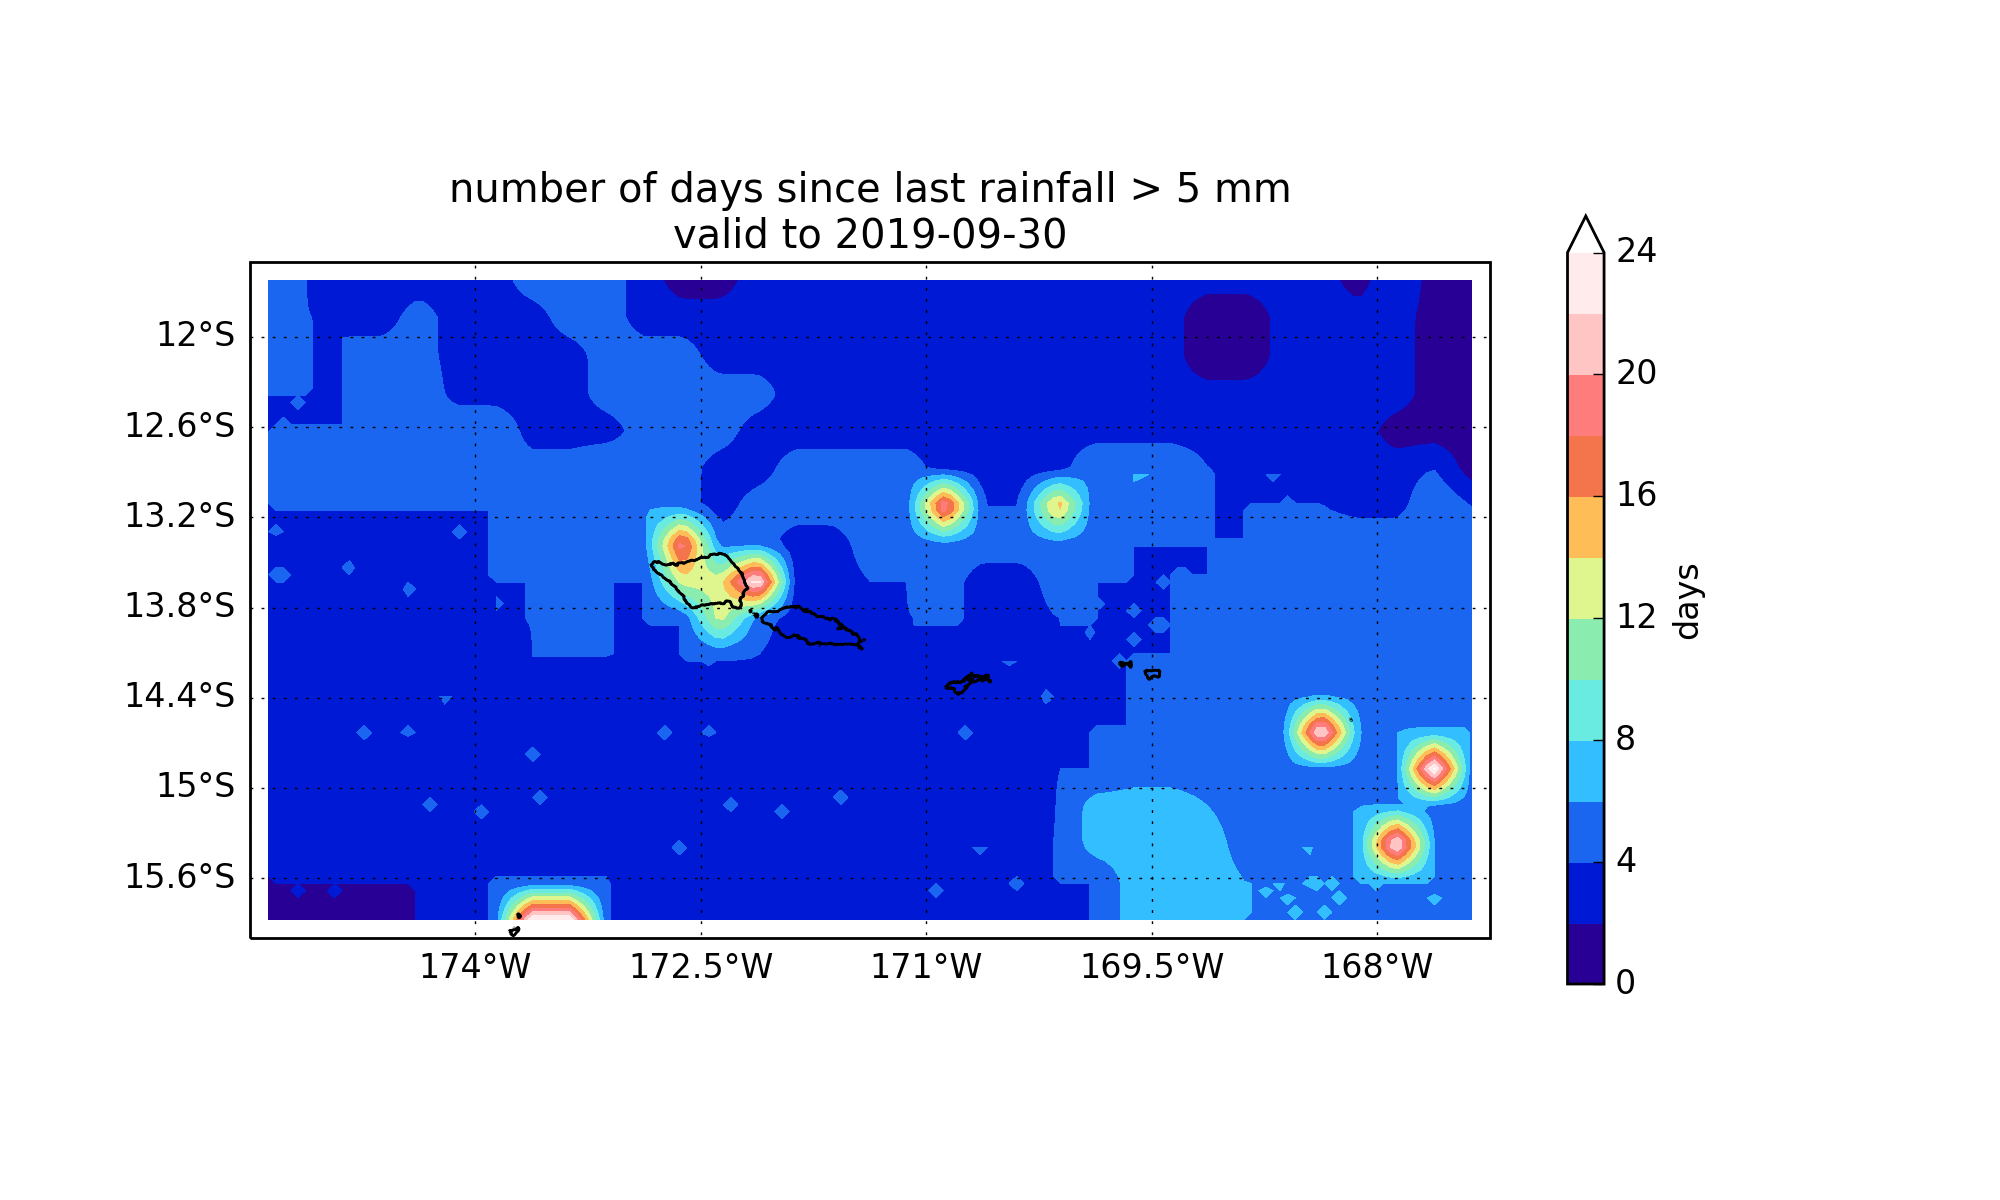 number of days since last rainfall > 5 mm
valid to 2019-09-30
12°S
12.6°S
13.2°S
13.8°S
14.4°S
15°S
15.6°S
174°W
172.5°W
171°W
169.5°W
168°W
24
20
16
12
8
4
0
days